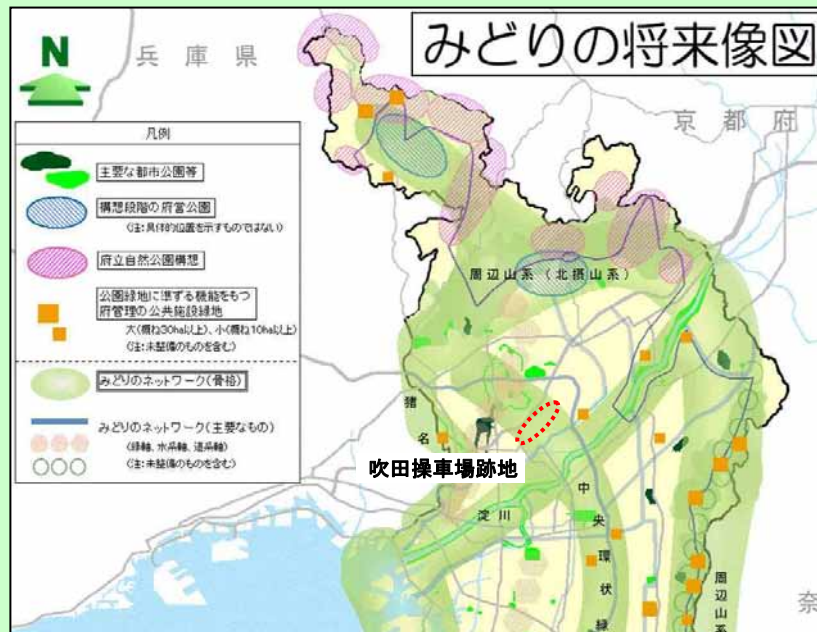 みどりの将来像図
N
兵庫県
京都府
凡例
主要な都市公園等
構想段階の府営公園
(注:具体的位置を示すものではない)
府立自然公園構想
公園緑地に準ずる機能をもつ
府管理の公共施設緑地
大(概ね30ha以上)、小(概ね10ha以上)
(注:未整備のものを含む)
みどりのネットワーク(骨格)
みどりのネットワーク(主要なもの)
(緑軸、水系軸、道系軸)
(注:未整備のものを含む)
周辺山系(北摂山系)
猪名
吹田操車場跡地
淀川
中央環状緑
周辺山系
奈